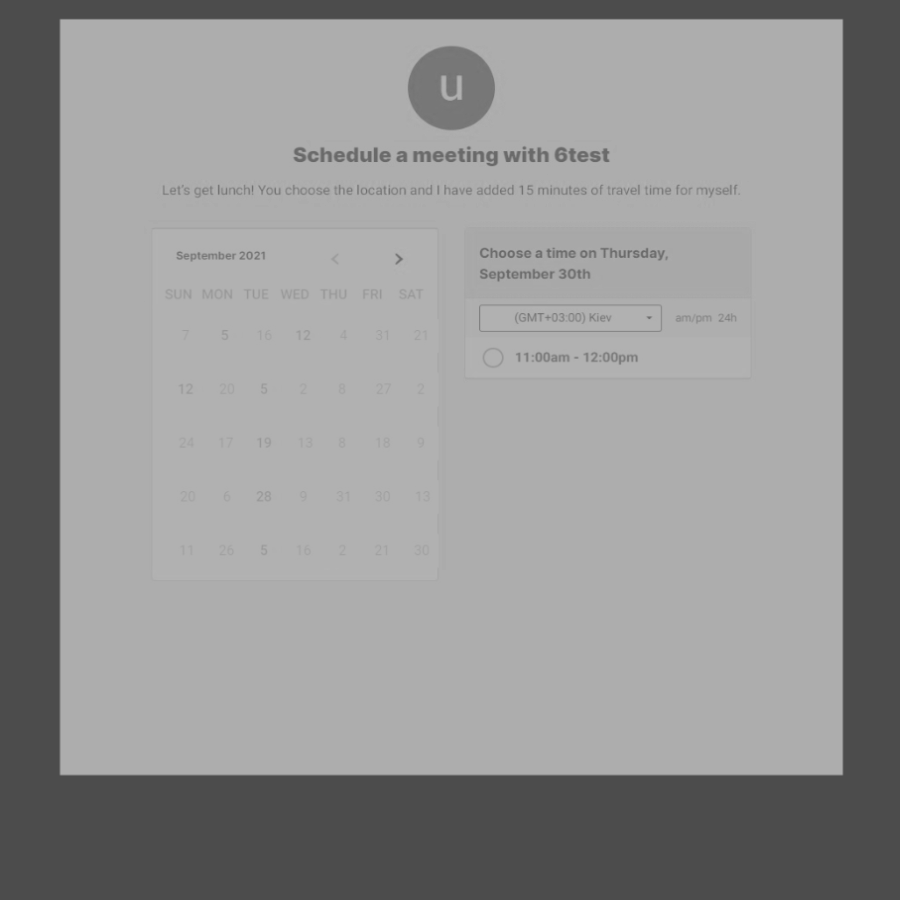 u
Schedule a meeting with 6test
Let's get lunch! You choose the location and I have added 15 minutes of travel time for myself.
September 2021
SUN MON TUE WED THU FRI SAT
7 5 16 12 4 31 21
12 20 5 2 8 27 2
24 17 19 13 8 18 9
20 6 28 9 31 30 13
11 26 5 16 2 21 30
Choose a time on Thursday,
September 30th
(GMT+03:00) Kiev am/pm 24h
11:00am - 12:00pm